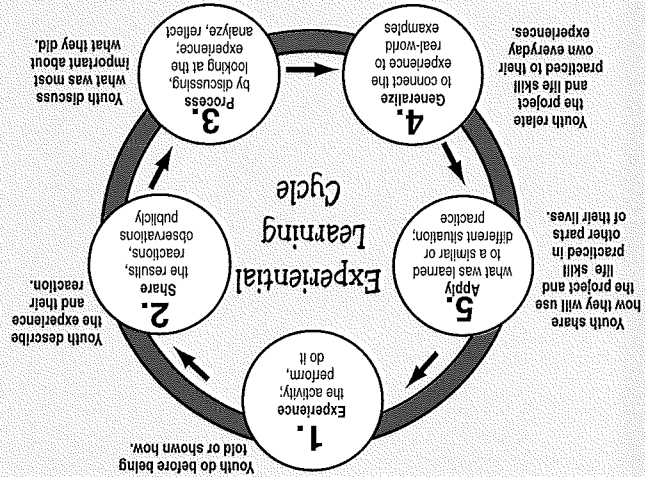 Youth do before being
told or shown how.
1.
Experience
the activity;
perform,
do it
Experiential
Learning
Cycle
2.
Share
the results,
reactions,
observations
publicly
Youth describe
the experience
and their
reaction.
3.
Process
by discussing,
looking at the
experience;
analyze, reflect
Youth discuss
what was most
important about
what they did.
4.
Generalize
to connect the
experience to
real-world
examples
Youth relate
the project
and life skill
practiced to their
own everyday
experiences.
5.
Apply
what was learned
to a similar or
different situation;
practice
Youth share
how they will use
the project and
life skill
practiced in
other parts
of their lives.